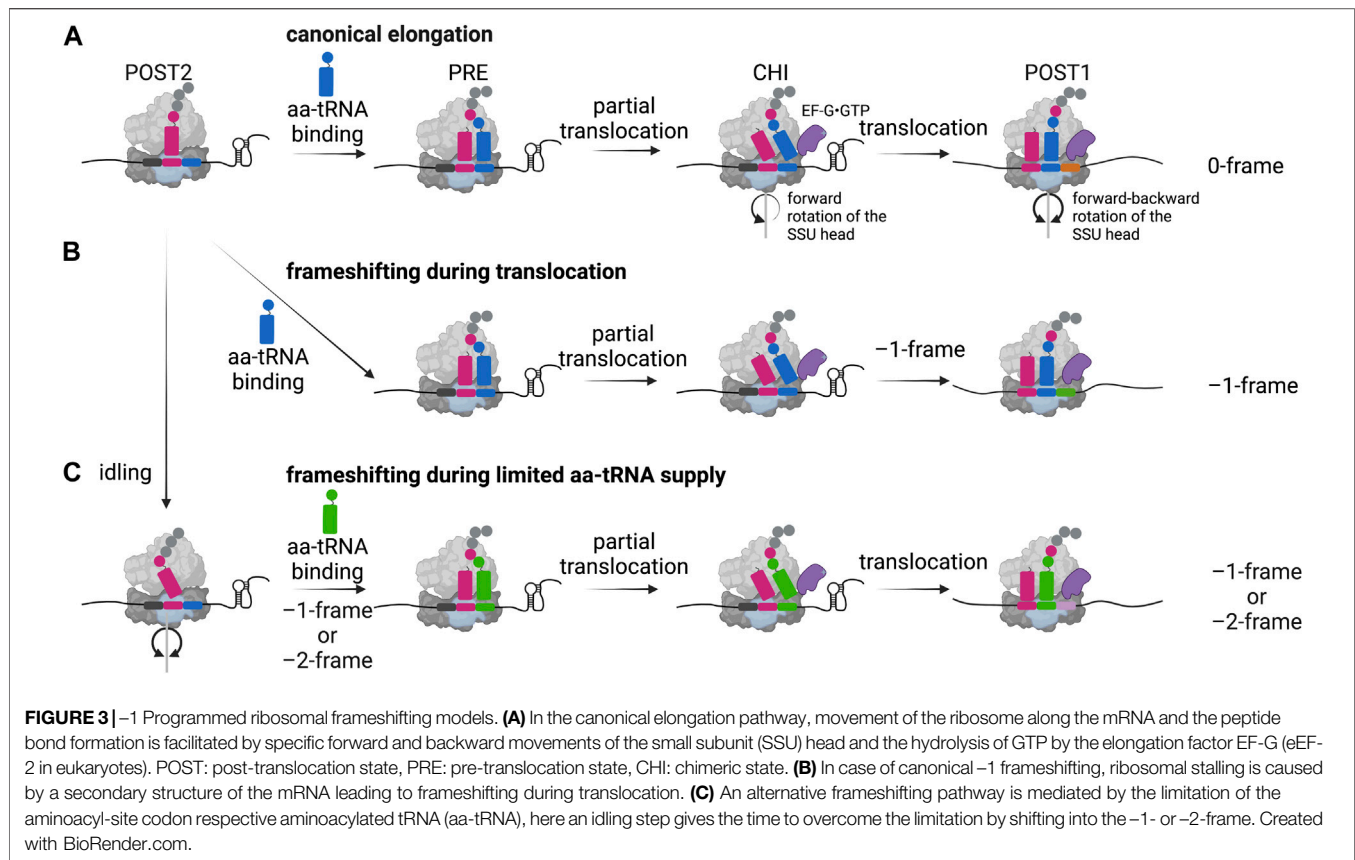 A
canonical elongation
POST2
aa-tRNA
binding
PRE
partial
translocation
CHI
EF-G•GTP
translocation
POST1
0-frame
forward
rotation of the
SSU head
forward-backward
rotation of the
SSU head
B
frameshifting during translocation
aa-tRNA
binding
partial
translocation
−1-frame
−1-frame
C
idling
frameshifting during limited aa-tRNA supply
aa-tRNA
binding
−1-frame
or
−2-frame
partial
translocation
translocation
−1-frame
or
−2-frame
FIGURE 3 | −1 Programmed ribosomal frameshifting models. (A) In the canonical elongation pathway, movement of the ribosome along the mRNA and the peptide
bond formation is facilitated by specific forward and backward movements of the small subunit (SSU) head and the hydrolysis of GTP by the elongation factor EF-G (eEF-
2 in eukaryotes). POST: post-translocation state, PRE: pre-translocation state, CHI: chimeric state. (B) In case of canonical −1 frameshifting, ribosomal stalling is caused
by a secondary structure of the mRNA leading to frameshifting during translocation. (C) An alternative frameshifting pathway is mediated by the limitation of the
aminoacyl-site codon respective aminoacylated tRNA (aa-tRNA), here an idling step gives the time to overcome the limitation by shifting into the −1- or −2-frame. Created
with BioRender.com.